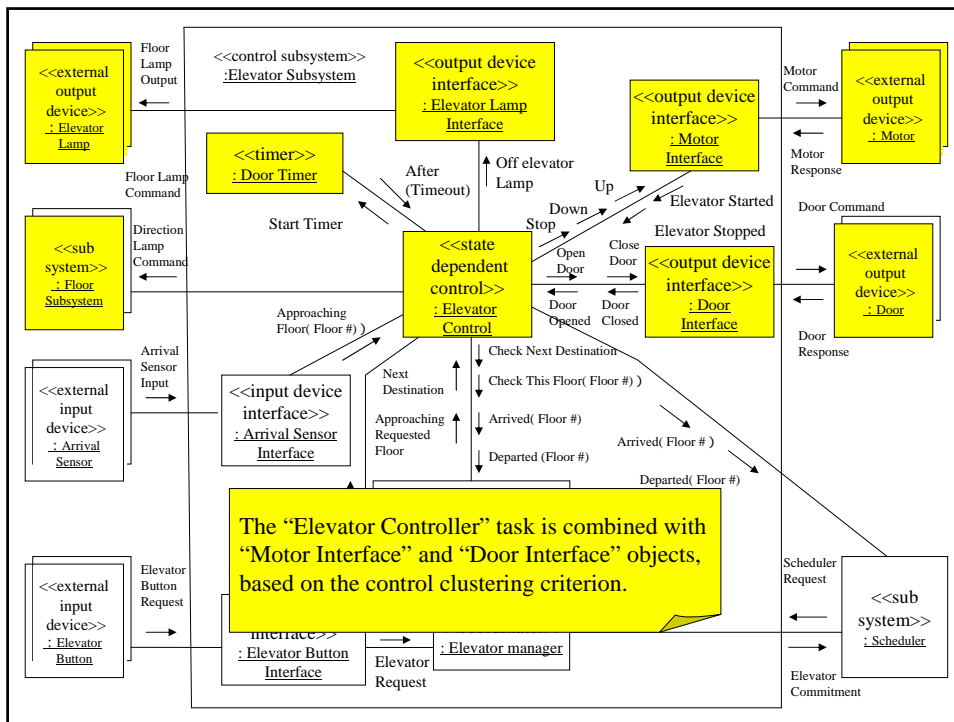 Floor
Lamp
Output
<<external
output
device>>
: Elevator
Lamp
<<control subsystem>>
:Elevator Subsystem
<<output device
interface>>
: Elevator Lamp
Interface
<<output device
interface>>
: Motor
Interface
Motor
Command
Motor
Response
<<external
output
device>>
: Motor
<<timer>>
: Door Timer
After
(Timeout)
Start Timer
Off elevator
Lamp
Stop
Down
Up
Elevator Started
Elevator Stopped
Floor Lamp
Command
Direction
Lamp
Command
<<sub
system>>
: Floor
Subsystem
<<state
dependent
control>>
: Elevator
Control
Open
Door
Close
Door
Door
Opened
Door
Closed
<<output device
interface>>
: Door
Interface
Door Command
Door
Response
<<external
output
device>>
: Door
Approaching
Floor( Floor #) )
Arrival
Sensor
Input
<<external
input
device>>
: Arrival
Sensor
<<input device
interface>>
: Arrival Sensor
Interface
Next
Destination
Approaching
Requested
Floor
Check Next Destination
Check This Floor( Floor #) )
Arrived( Floor #)
Departed (Floor #)
Arrived( Floor # )
Departed( Floor #)
The “Elevator Controller” task is combined with
“Motor Interface” and “Door Interface” objects,
based on the control clustering criterion.
Elevator
Button
Request
<<external
input
device>>
: Elevator
Button
interface>>
: Elevator Button
Interface
Elevator
Request
: Elevator manager
Scheduler
Request
<<sub
system>>
: Scheduler
Elevator
Commitment